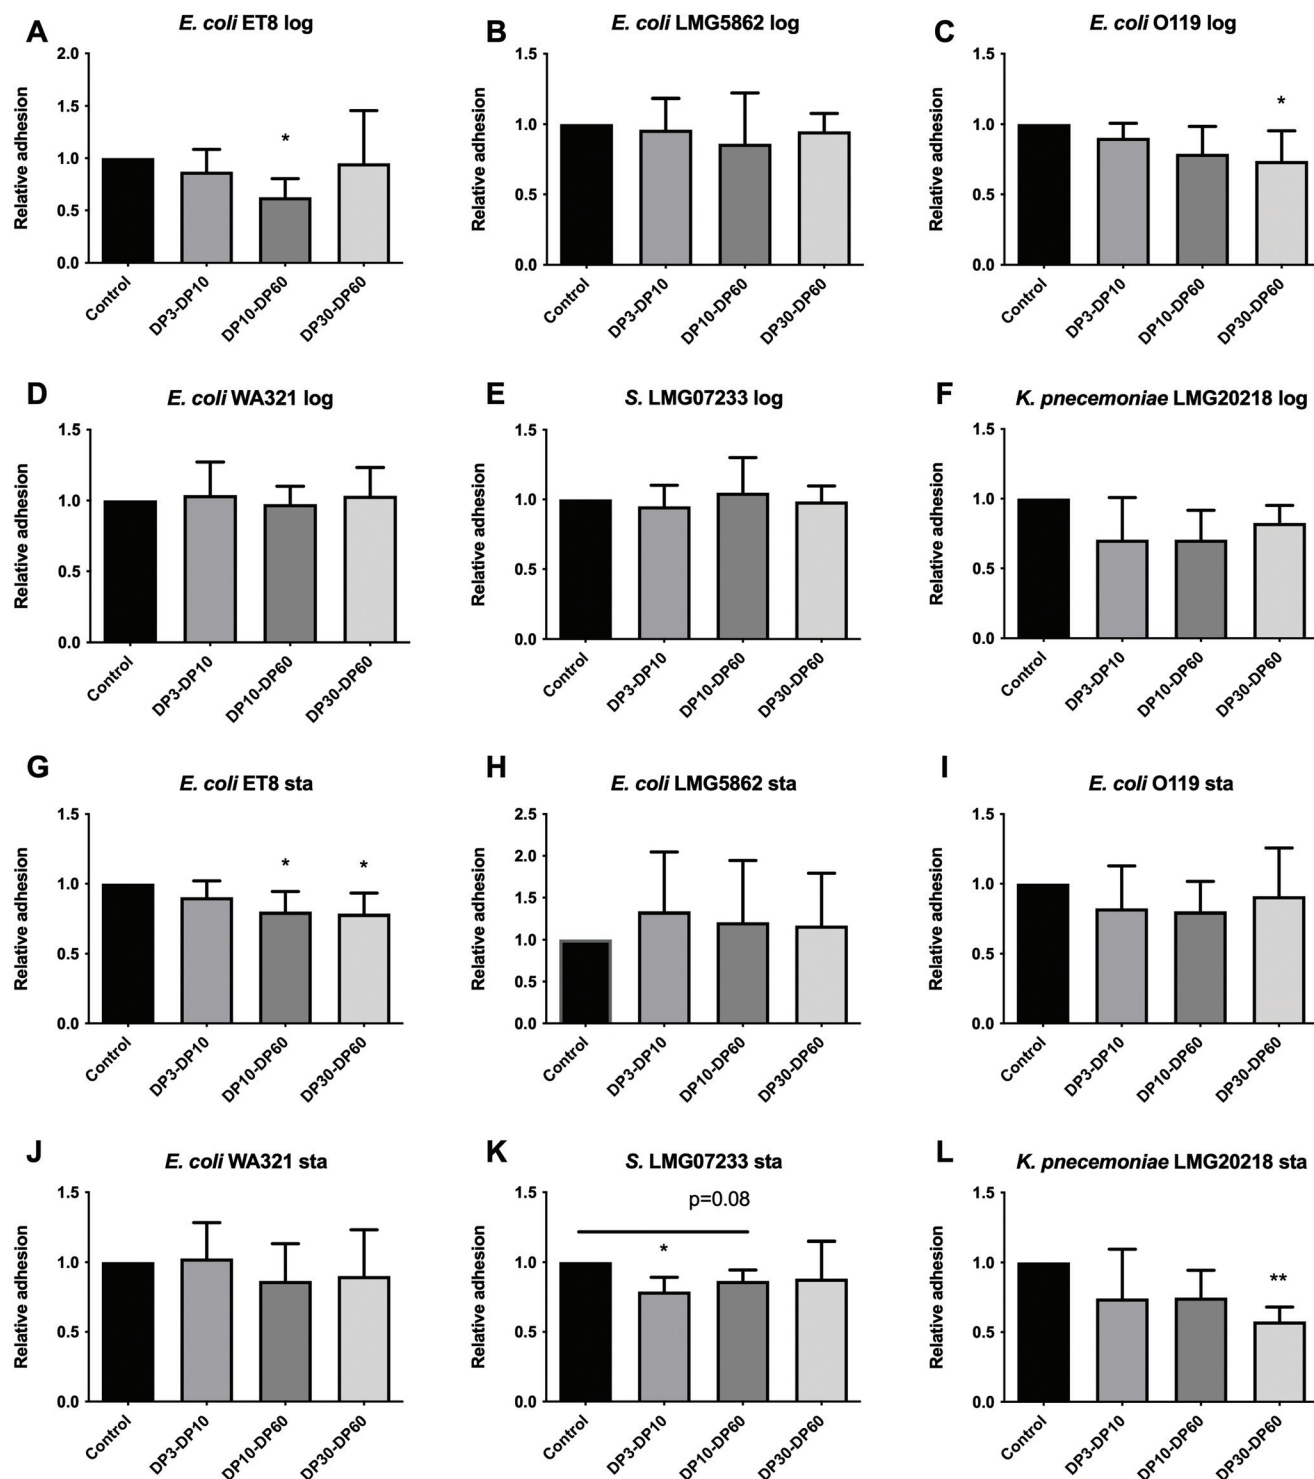 A
E. coli ET8 log
Relative adhesion
2.0
1.5
1.0
0.5
0.0
*
Control
DP3-DP10
DP10-DP60
DP30-DP60
B
E. coli LMG5862 log
Relative adhesion
1.5
1.0
0.5
0.0
Control
DP3-DP10
DP10-DP60
DP30-DP60
C
E. coli O119 log
Relative adhesion
1.5
1.0
0.5
0.0
*
Control
DP3-DP10
DP10-DP60
DP30-DP60
D
E. coli WA321 log
Relative adhesion
1.5
1.0
0.5
0.0
Control
DP3-DP10
DP10-DP60
DP30-DP60
E
S. LMG07233 log
Relative adhesion
1.5
1.0
0.5
0.0
Control
DP3-DP10
DP10-DP60
DP30-DP60
F
K. pnecemoniae LMG20218 log
Relative adhesion
1.5
1.0
0.5
0.0
Control
DP3-DP10
DP10-DP60
DP30-DP60
G
E. coli ET8 sta
Relative adhesion
1.5
1.0
0.5
0.0
*
*
Control
DP3-DP10
DP10-DP60
DP30-DP60
H
E. coli LMG5862 sta
Relative adhesion
2.5
2.0
1.5
1.0
0.5
0.0
Control
DP3-DP10
DP10-DP60
DP30-DP60
I
E. coli O119 sta
Relative adhesion
1.5
1.0
0.5
0.0
Control
DP3-DP10
DP10-DP60
DP30-DP60
J
E. coli WA321 sta
Relative adhesion
1.5
1.0
0.5
0.0
Control
DP3-DP10
DP10-DP60
DP30-DP60
K
S. LMG07233 sta
Relative adhesion
1.5
1.0
0.5
0.0
p=0.08
*
Control
DP3-DP10
DP10-DP60
DP30-DP60
L
K. pnecemoniae LMG20218 sta
Relative adhesion
1.5
1.0
0.5
0.0
**
Control
DP3-DP10
DP10-DP60
DP30-DP60